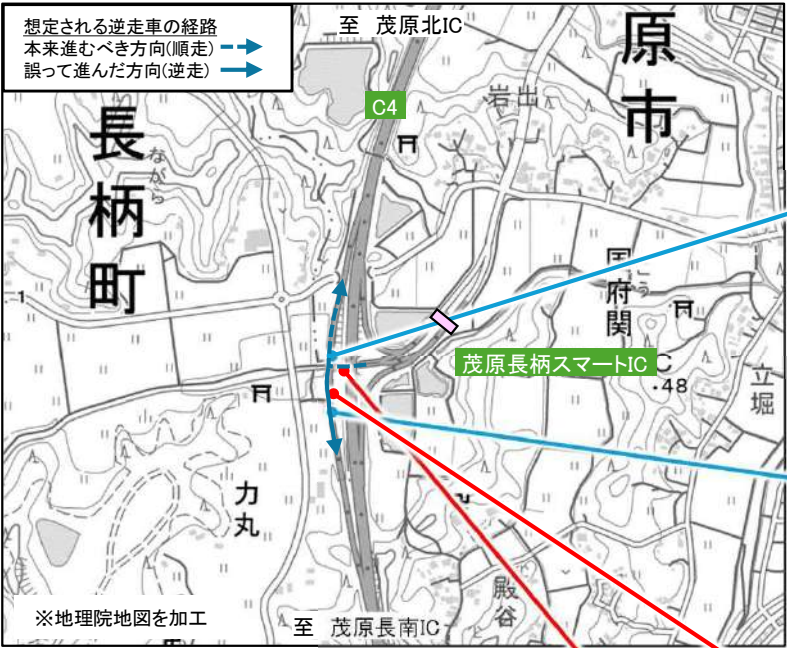 想定される逆走車の経路
本来進むべき方向(順走)
誤って進んだ方向(逆走)
至 茂原北IC
C4
岩出
原市
長柄町
ながら
国府関
こう
茂原長柄スマートIC
C
.48
立堀
力丸
殿谷
※地理院地図を加工
至 茂原長南IC